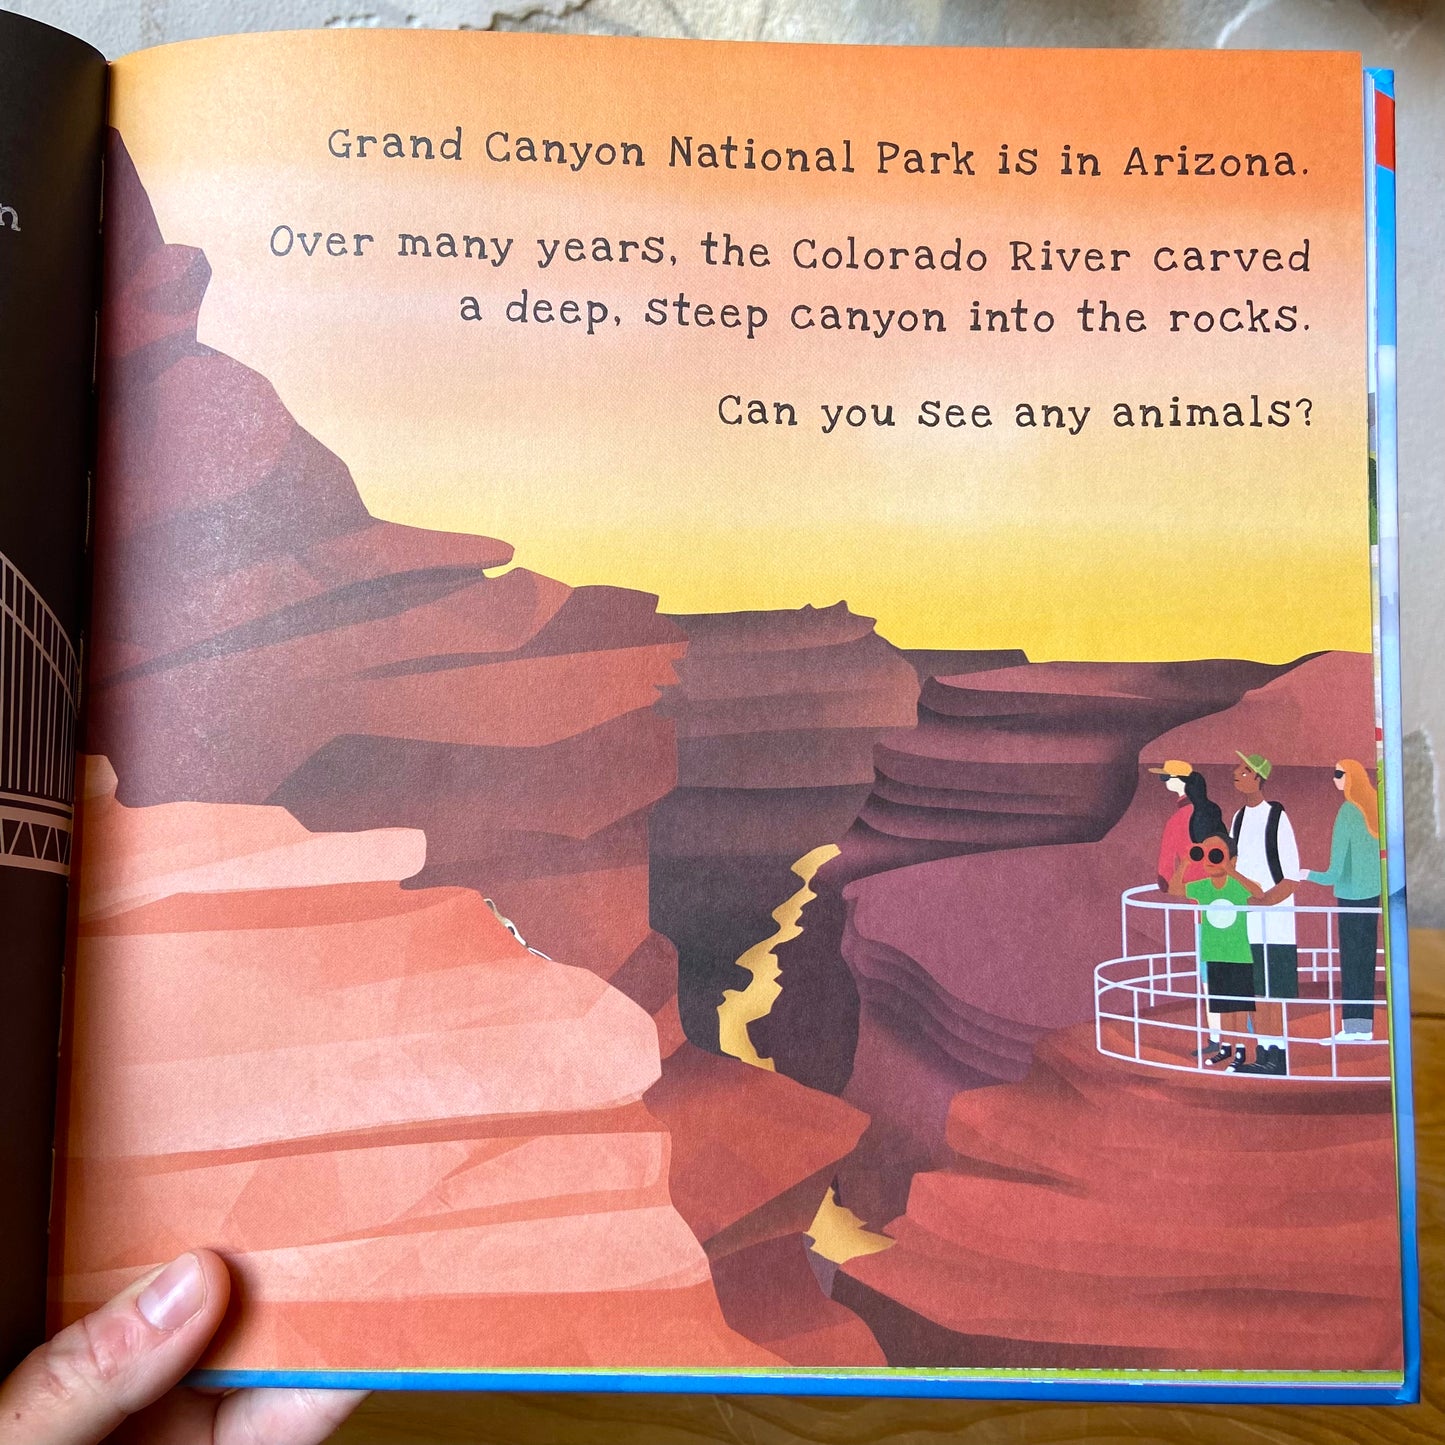 Grand Canyon National Park is in Arizona.
Over many years, the Colorado River carved
a deep, steep canyon into the rocks.
Can you see any animals?